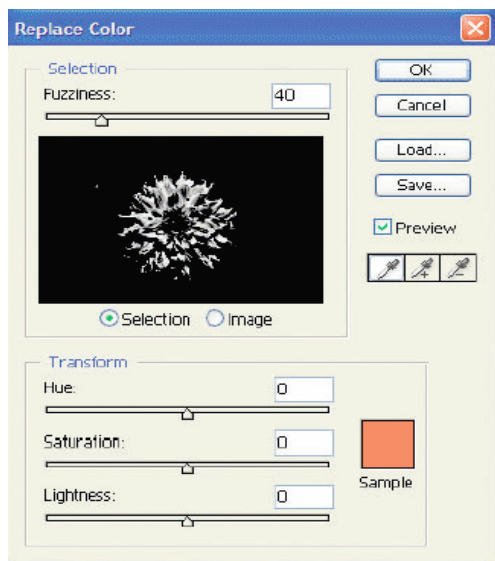 Replace Color
Selection
Fuzziness:
40
OK
Cancel
Load...
Save...
Preview
Selection
Image
Transform
Hue:
0
Saturation:
0
Lightness:
0
Sample